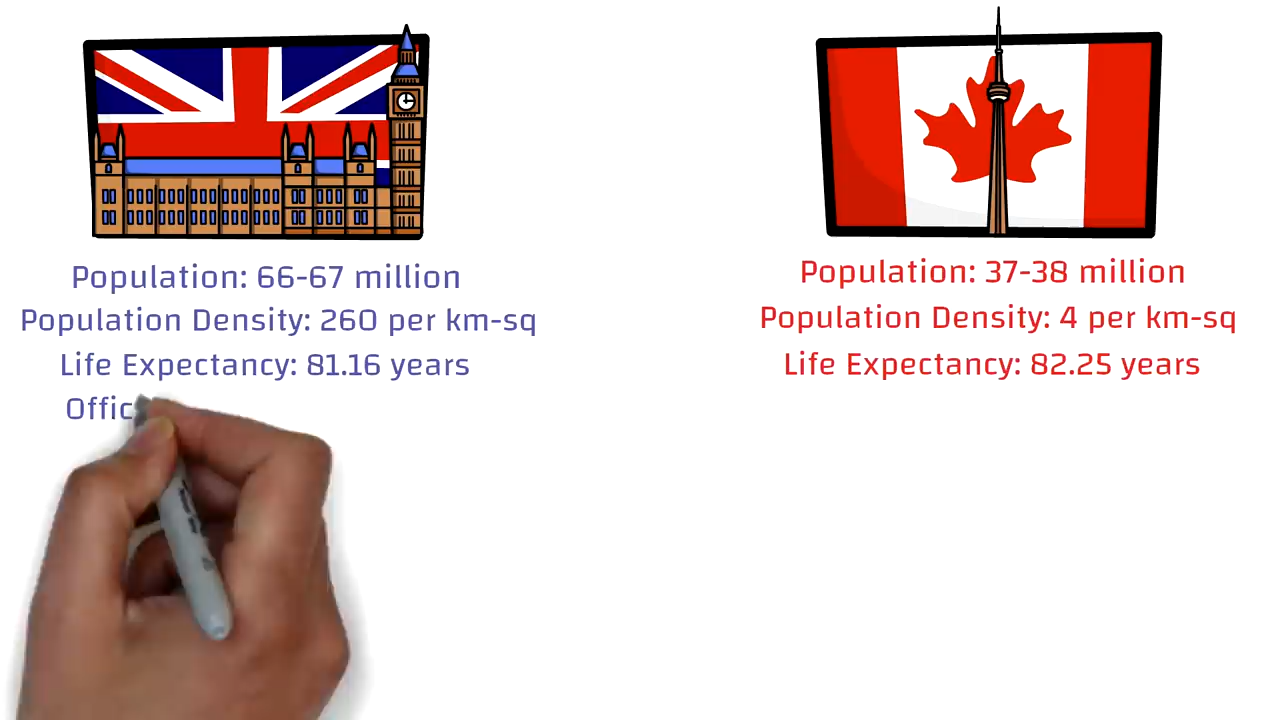 Population: 66-67 million
Population Density: 260 per km-sq
Life Expectancy: 81.16 years
Offic
Population: 37-38 million
Population Density: 4 per km-sq
Life Expectancy: 82.25 years